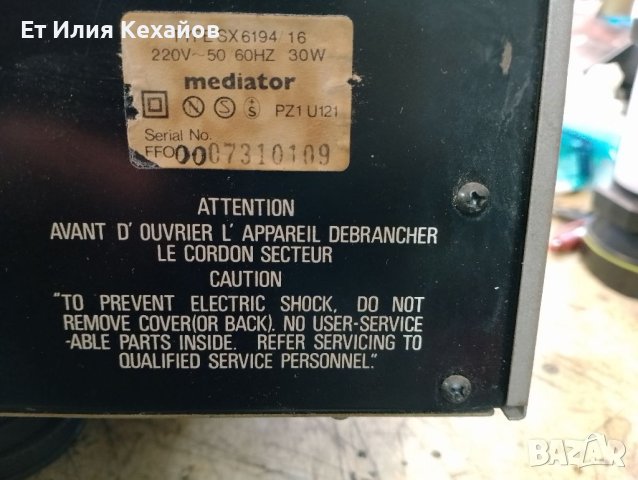 Ет Илия Кехайов
SX6194 16
220V~50 60HZ 30W
mediator
PZ1 U121
Serial No.
FFO0007310109
ATTENTION
AVANT D' OUVRIER L' APPAREIL DEBRANCHER
LE CORDON SECTEUR
CAUTION
"TO PREVENT ELECTRIC SHOCK, DO NOT
REMOVE COVER(OR BACK). NO USER-SERVICE
-ABLE PARTS INSIDE. REFER SERVICING TO
QUALIFIED SERVICE PERSONNEL."
BAZAR